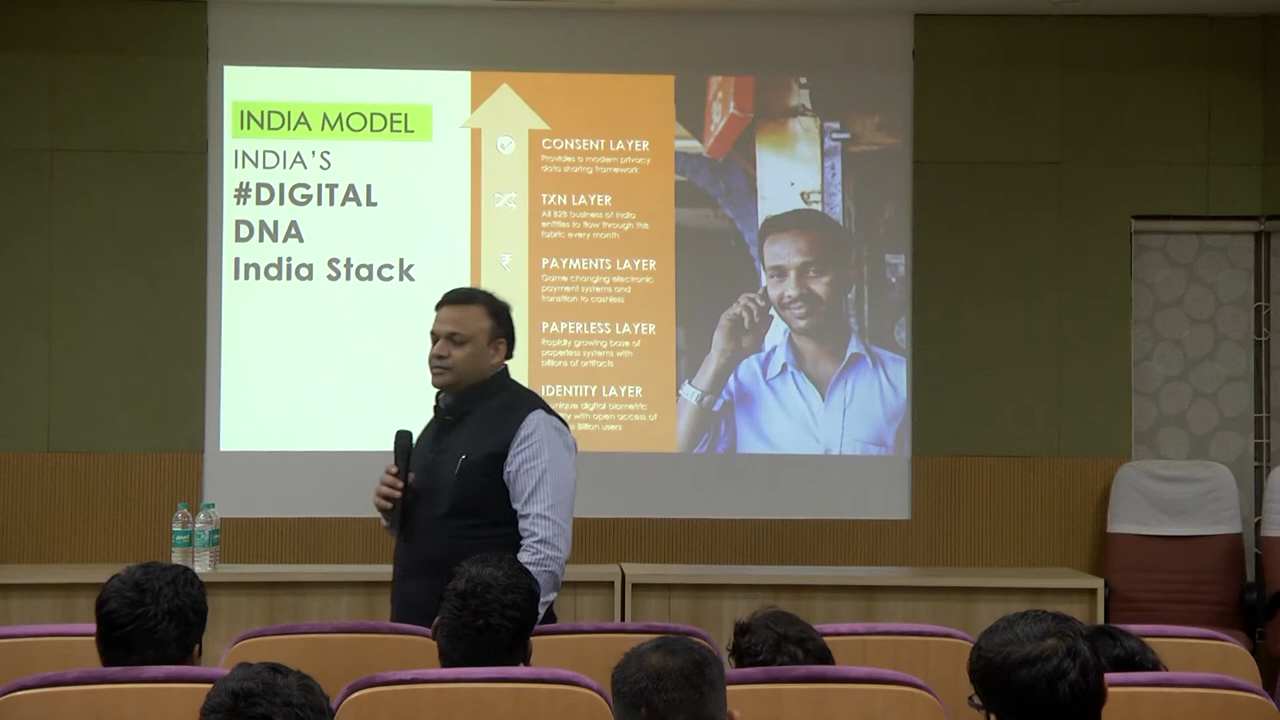 INDIA MODEL
INDIA'S
#DIGITAL
DNA
India Stack
CONSENT LAYER
Provides a modern privacy
data sharing framework
TXN LAYER
All B2B business of India
entities to flow through this
fabric every month
₹
PAYMENTS LAYER
Game changing electronic
payment systems and
transition to cashless
PAPERLESS LAYER
Rapidly growing base of
paperless systems with
billions of artifacts
IDENTITY LAYER
unique digital biometric
with open access of
Billion users